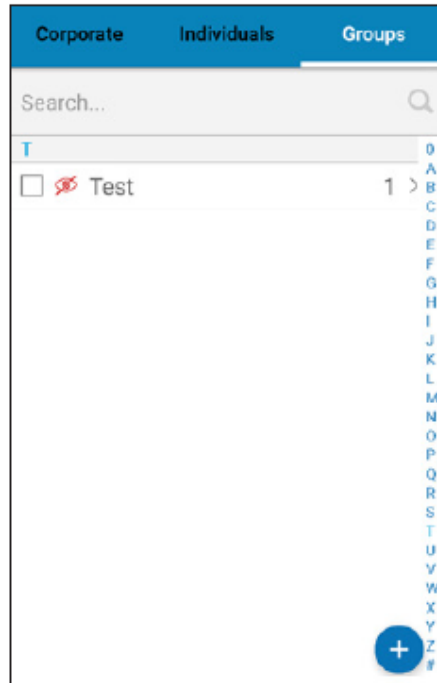 Corporate Individuals Groups
Search...
T
Test 1 >
0
A
B
C
D
E
F
G
H
I
J
K
L
M
N
O
P
Q
R
S
T
U
V
W
X
Y
Z
#
+